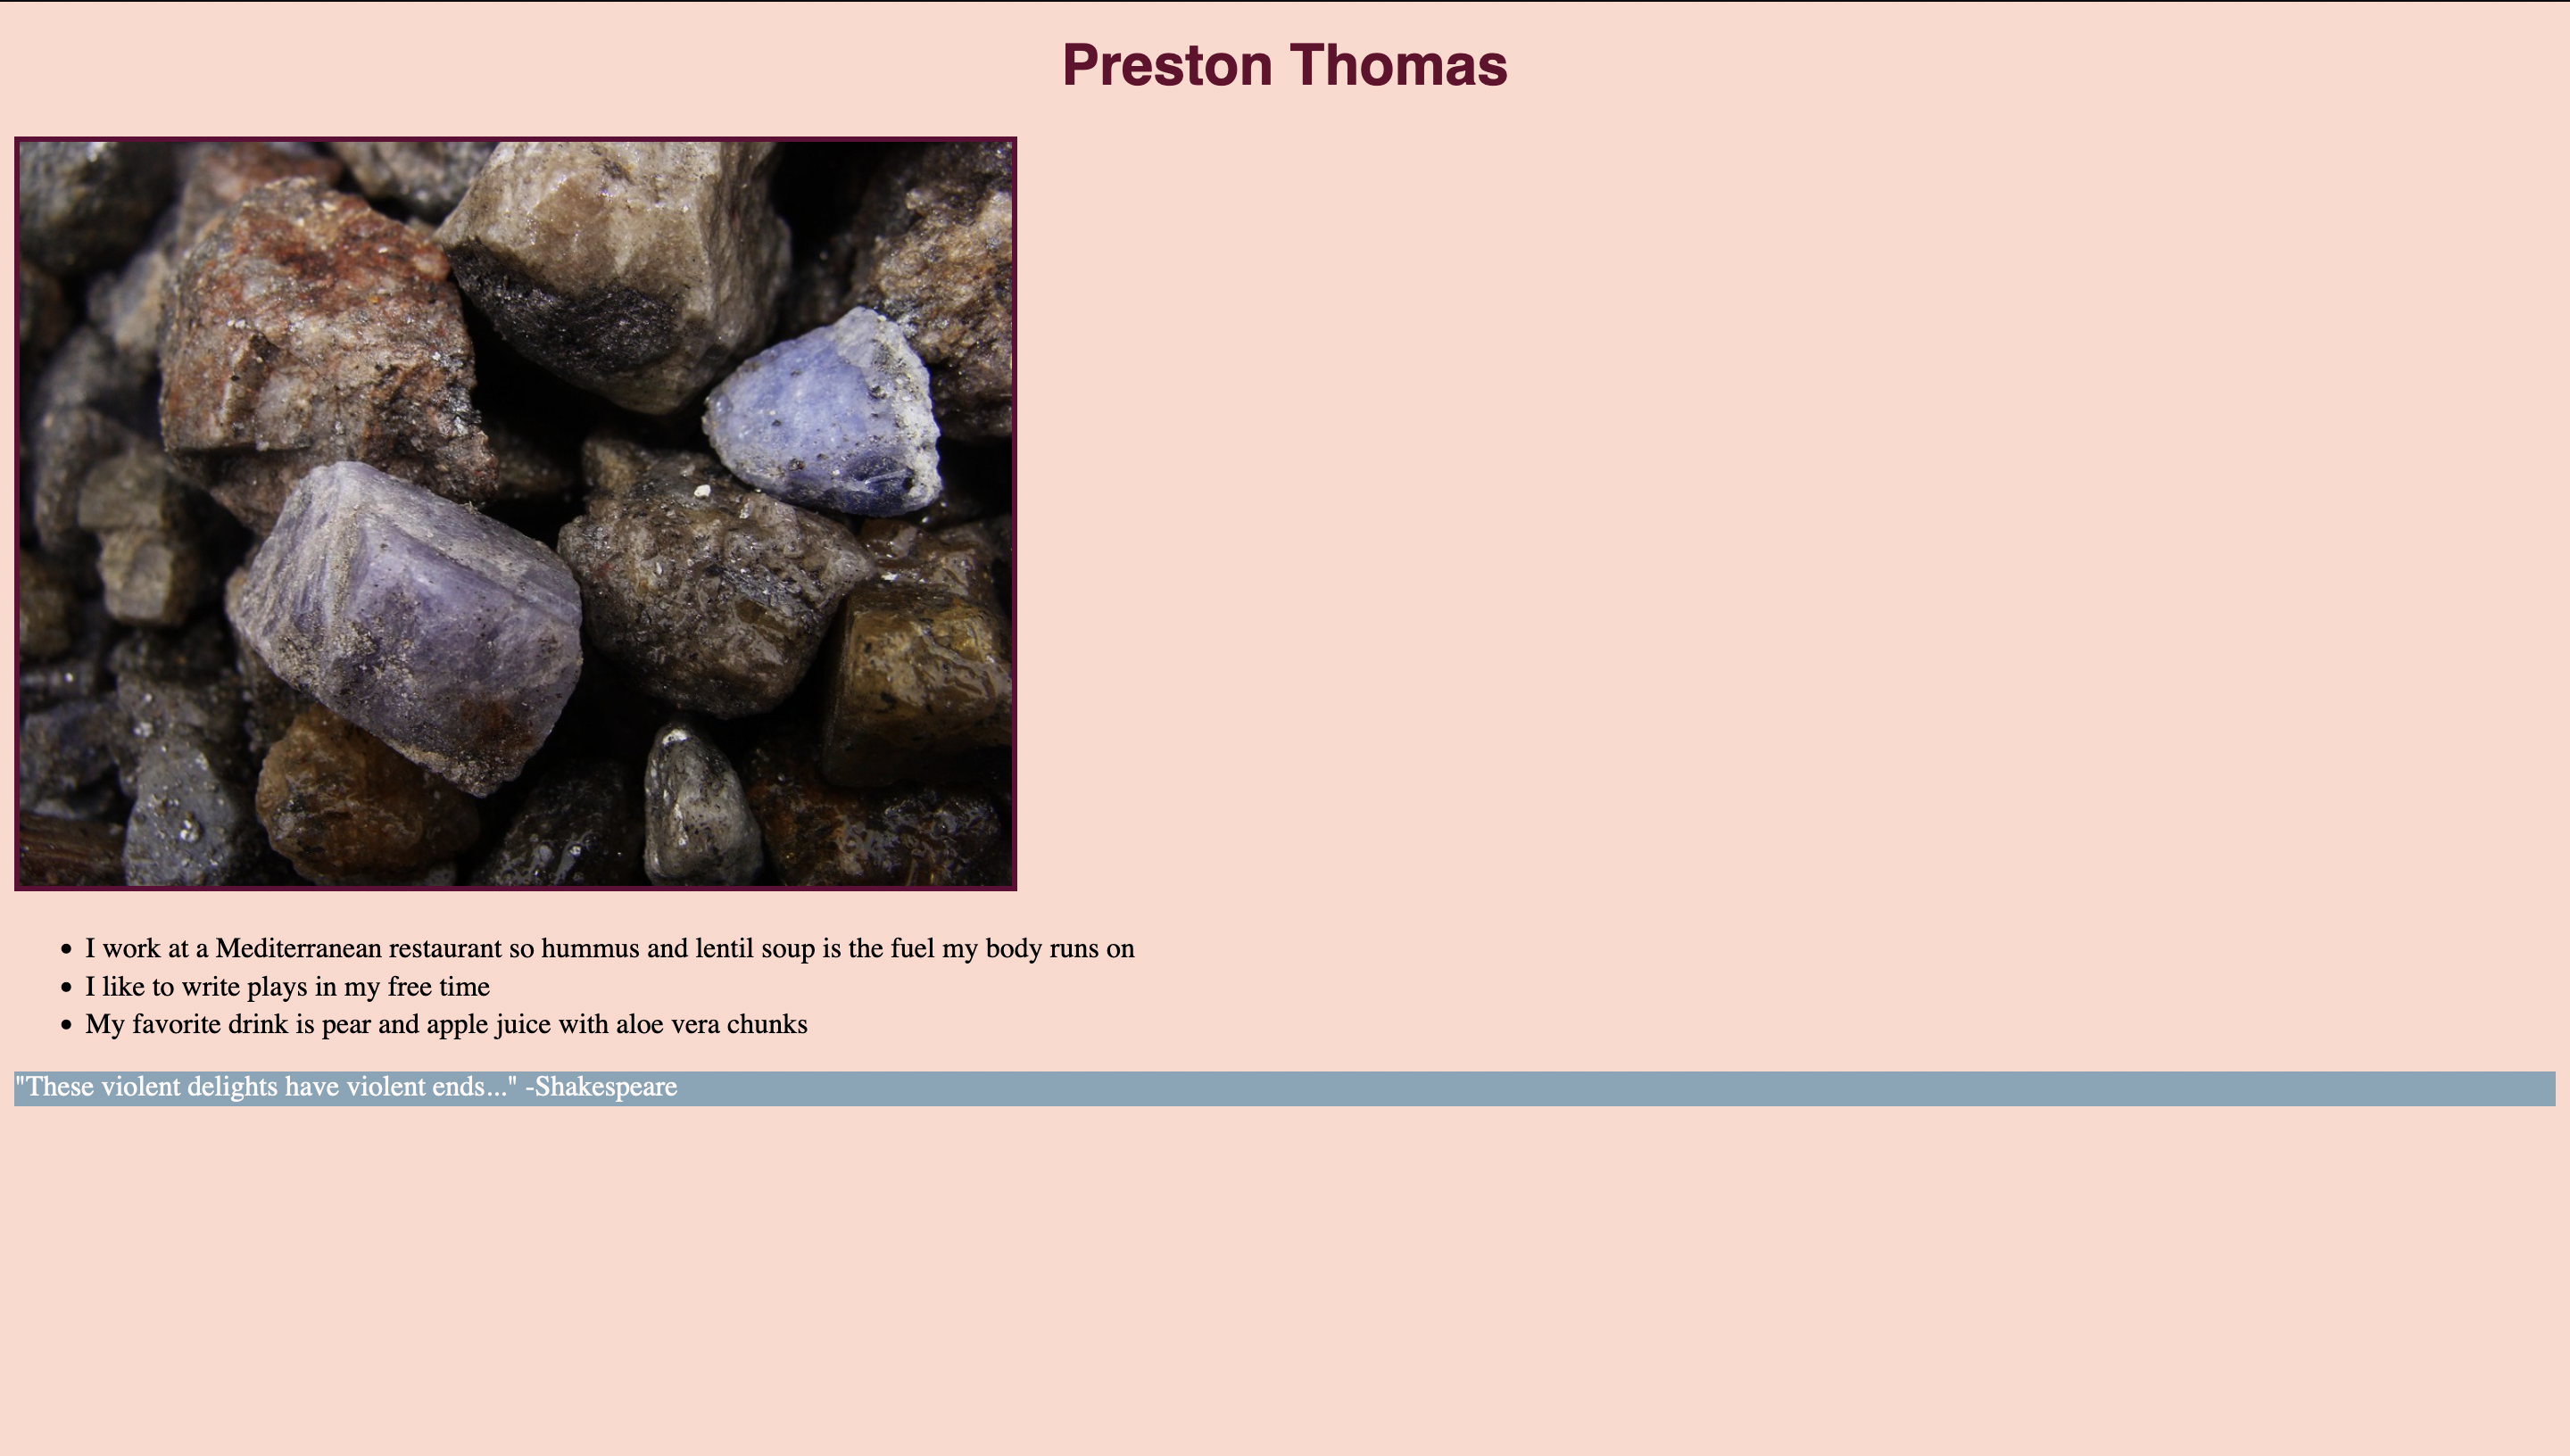 Preston Thomas
I work at a Mediterranean restaurant so hummus and lentil soup is the fuel my body runs on
I like to write plays in my free time
My favorite drink is pear and apple juice with aloe vera chunks
"These violent delights have violent ends..." -Shakespeare